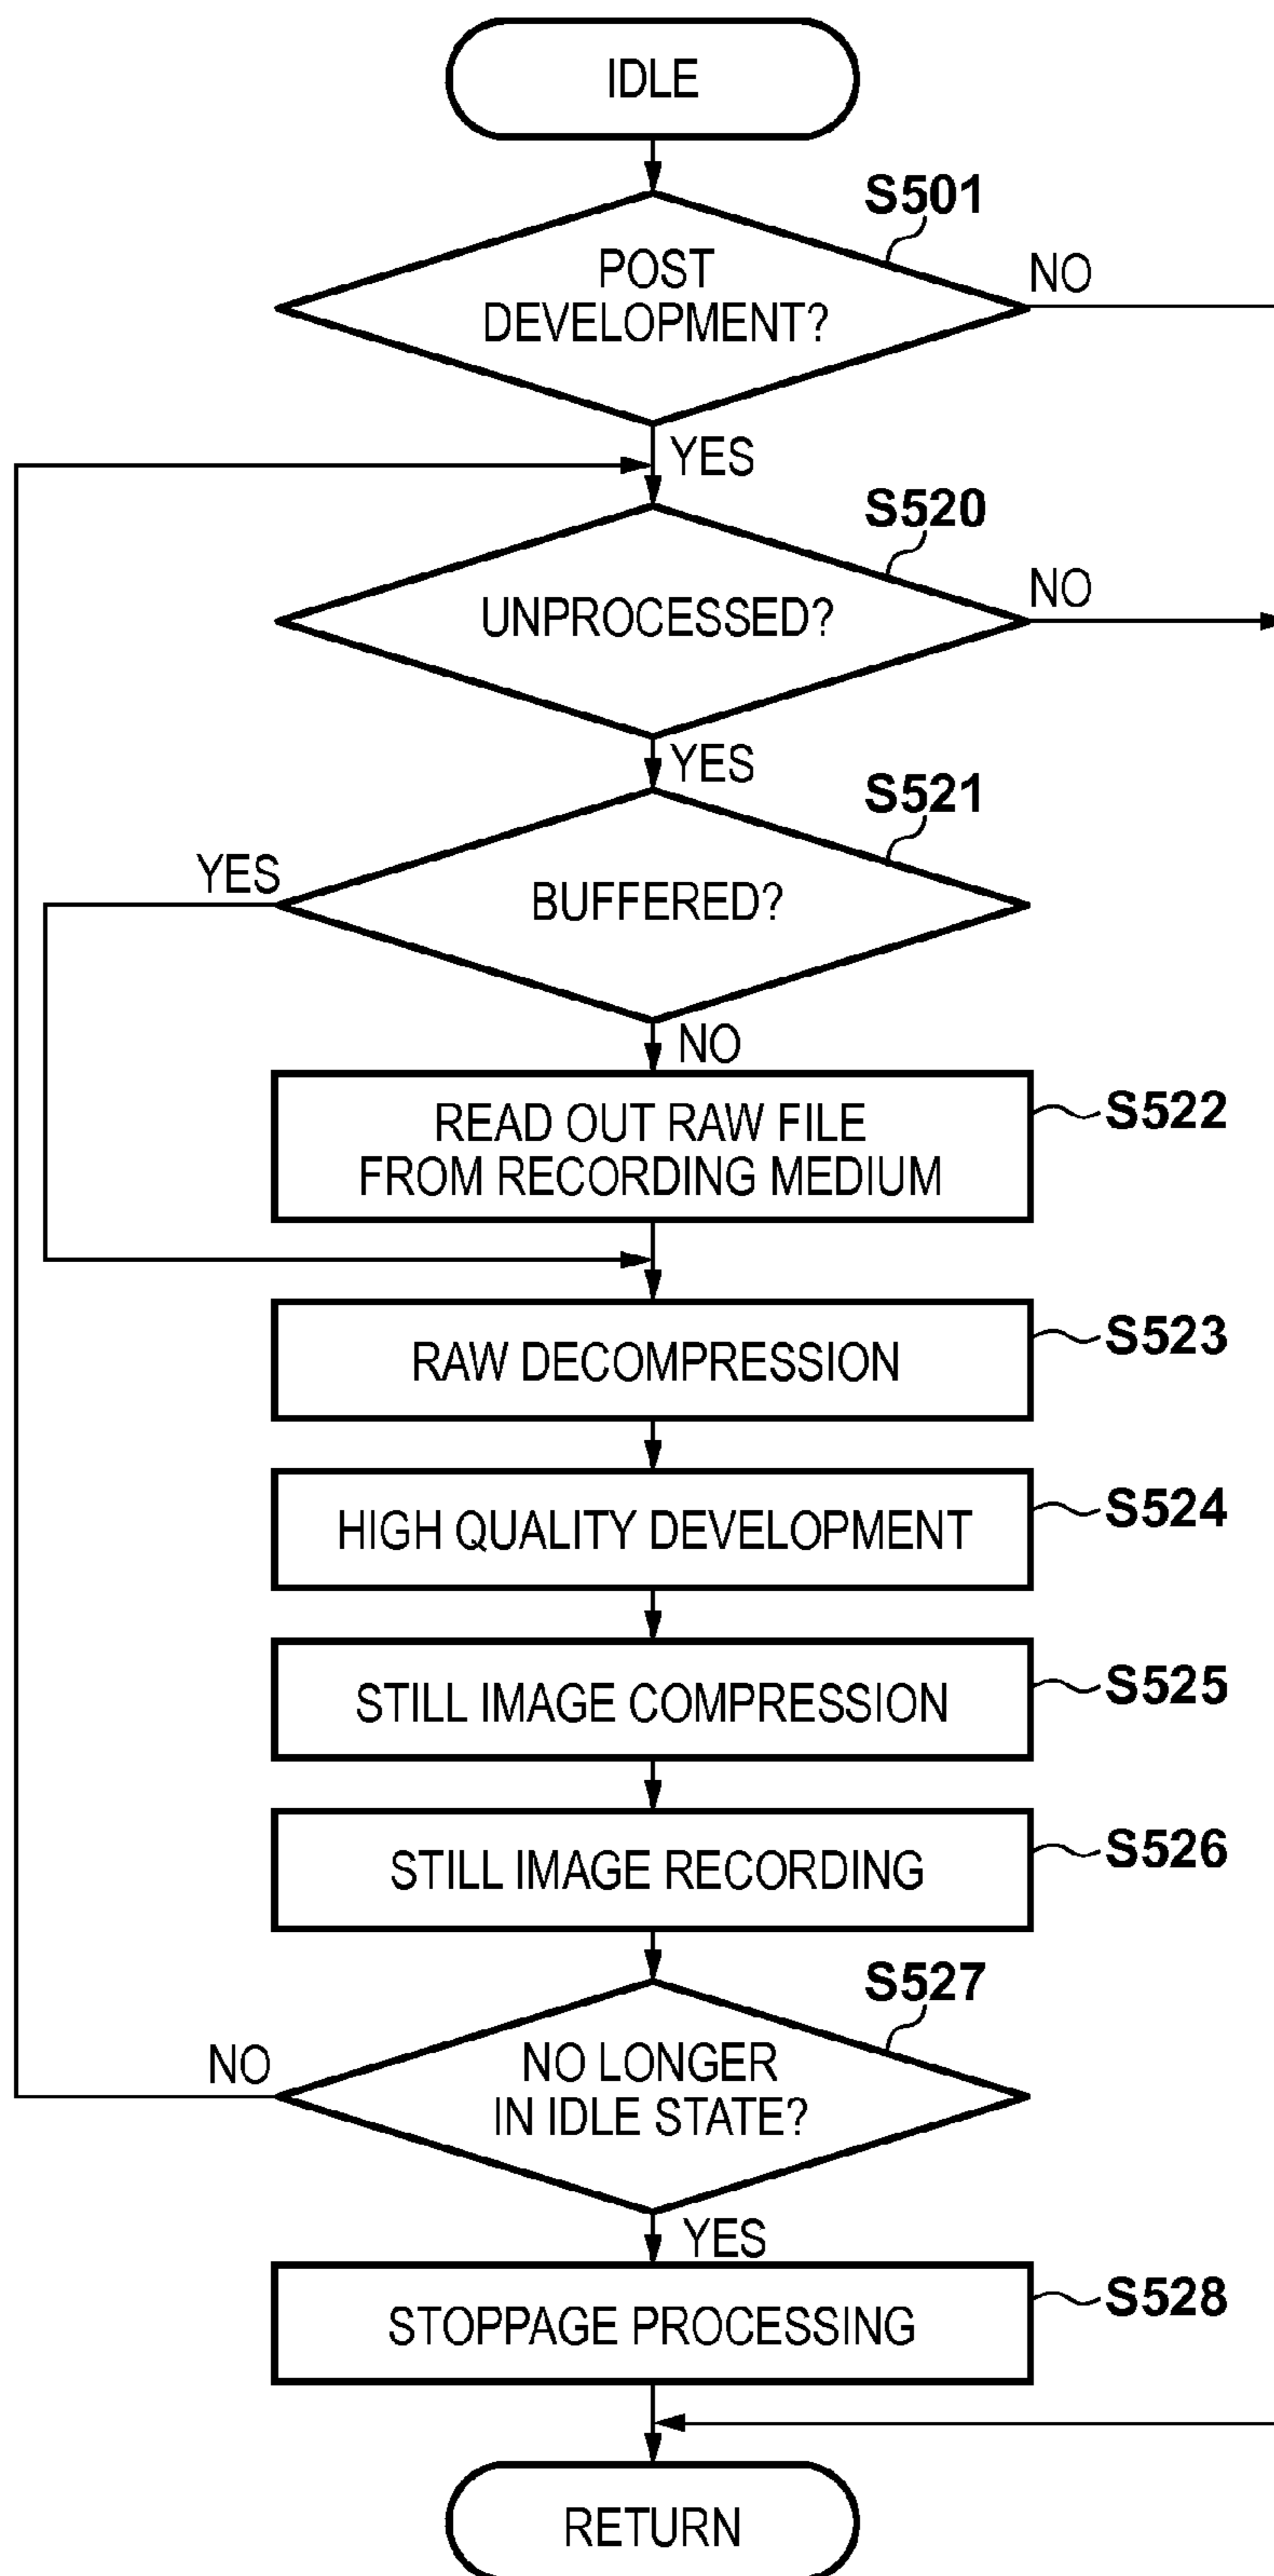 IDLE
S501
POST
DEVELOPMENT?
NO
YES
S520
UNPROCESSED?
NO
YES
S521
YES
BUFFERED?
NO
READ OUT RAW FILE
FROM RECORDING MEDIUM
S522
RAW DECOMPRESSION
S523
HIGH QUALITY DEVELOPMENT
S524
STILL IMAGE COMPRESSION
S525
STILL IMAGE RECORDING
S526
S527
NO
NO LONGER
IN IDLE STATE?
YES
STOPPAGE PROCESSING
S528
RETURN